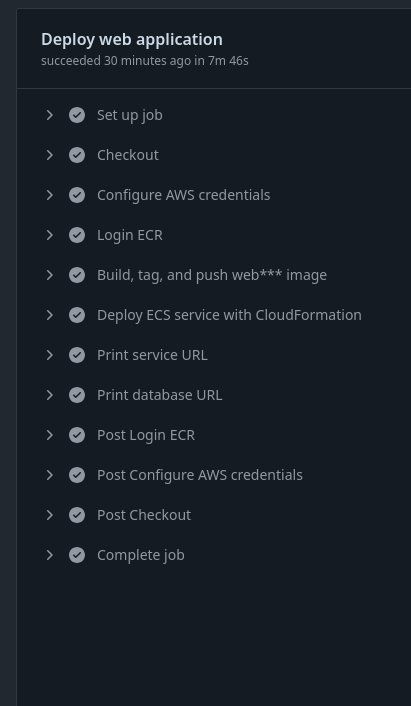 Deploy web application
succeeded 30 minutes ago in 7m 46s
Set up job
Checkout
Configure AWS credentials
Login ECR
Build, tag, and push web*** image
Deploy ECS service with CloudFormation
Print service URL
Print database URL
Post Login ECR
Post Configure AWS credentials
Post Checkout
Complete job